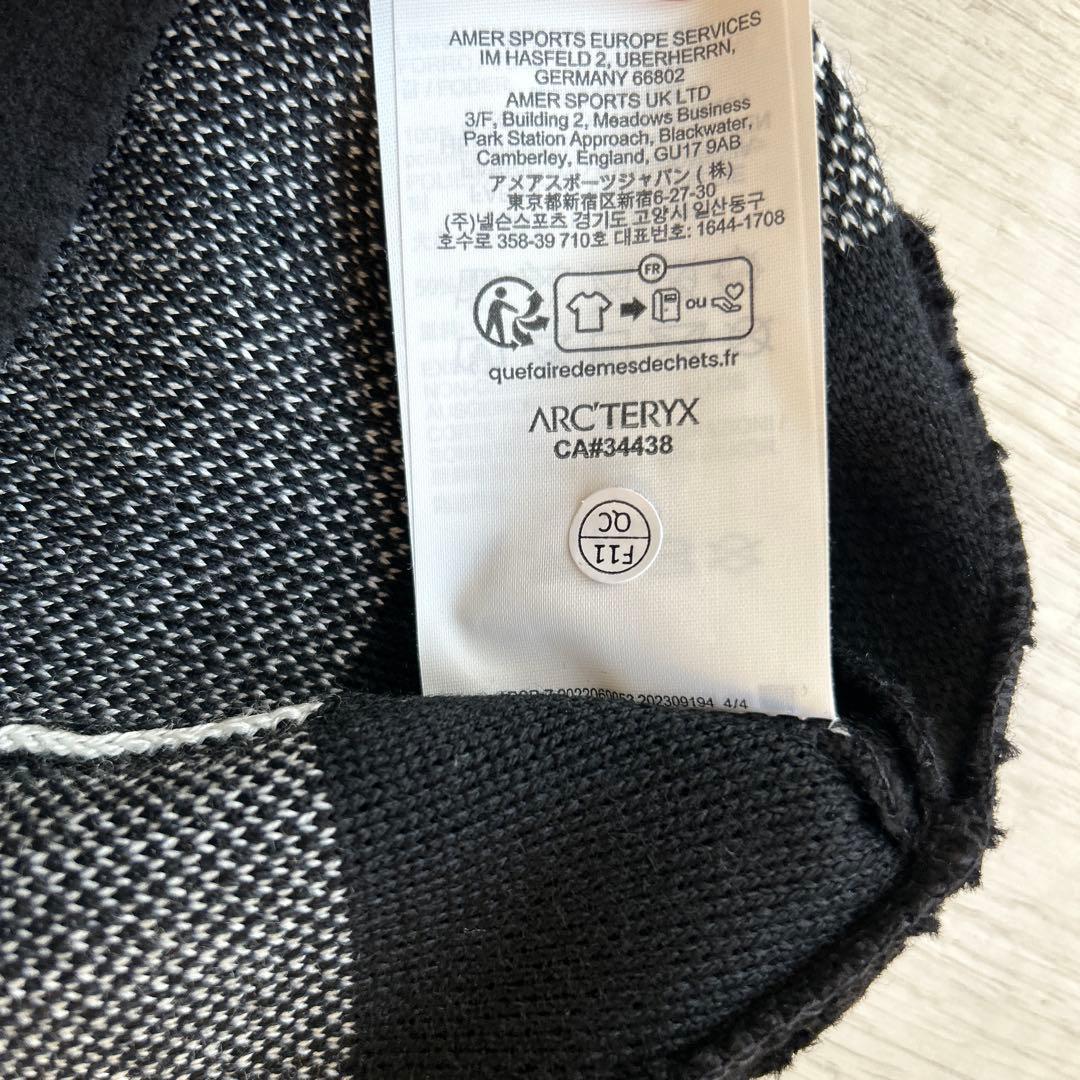 AMER SPORTS EUROPE SERVICES
IM HASFELD 2, UBERHERRN,
GERMANY 66802
AMER SPORTS UK LTD
3/F, Building 2, Meadows Business
Park Station Approach, Blackwater,
Camberley, England, GU17 9AB
アメアスポーツジャパン (株)
東京都新宿区新宿6-27-30
(주)넬슨스포츠 경기도 고양시 일산동구
호수로 358-39 710호 대표번호: 1644-1708
FR
ou
quefairedemesdechets.fr
ARC'TERYX
CA#34438
F11
QC
202309194 4/4